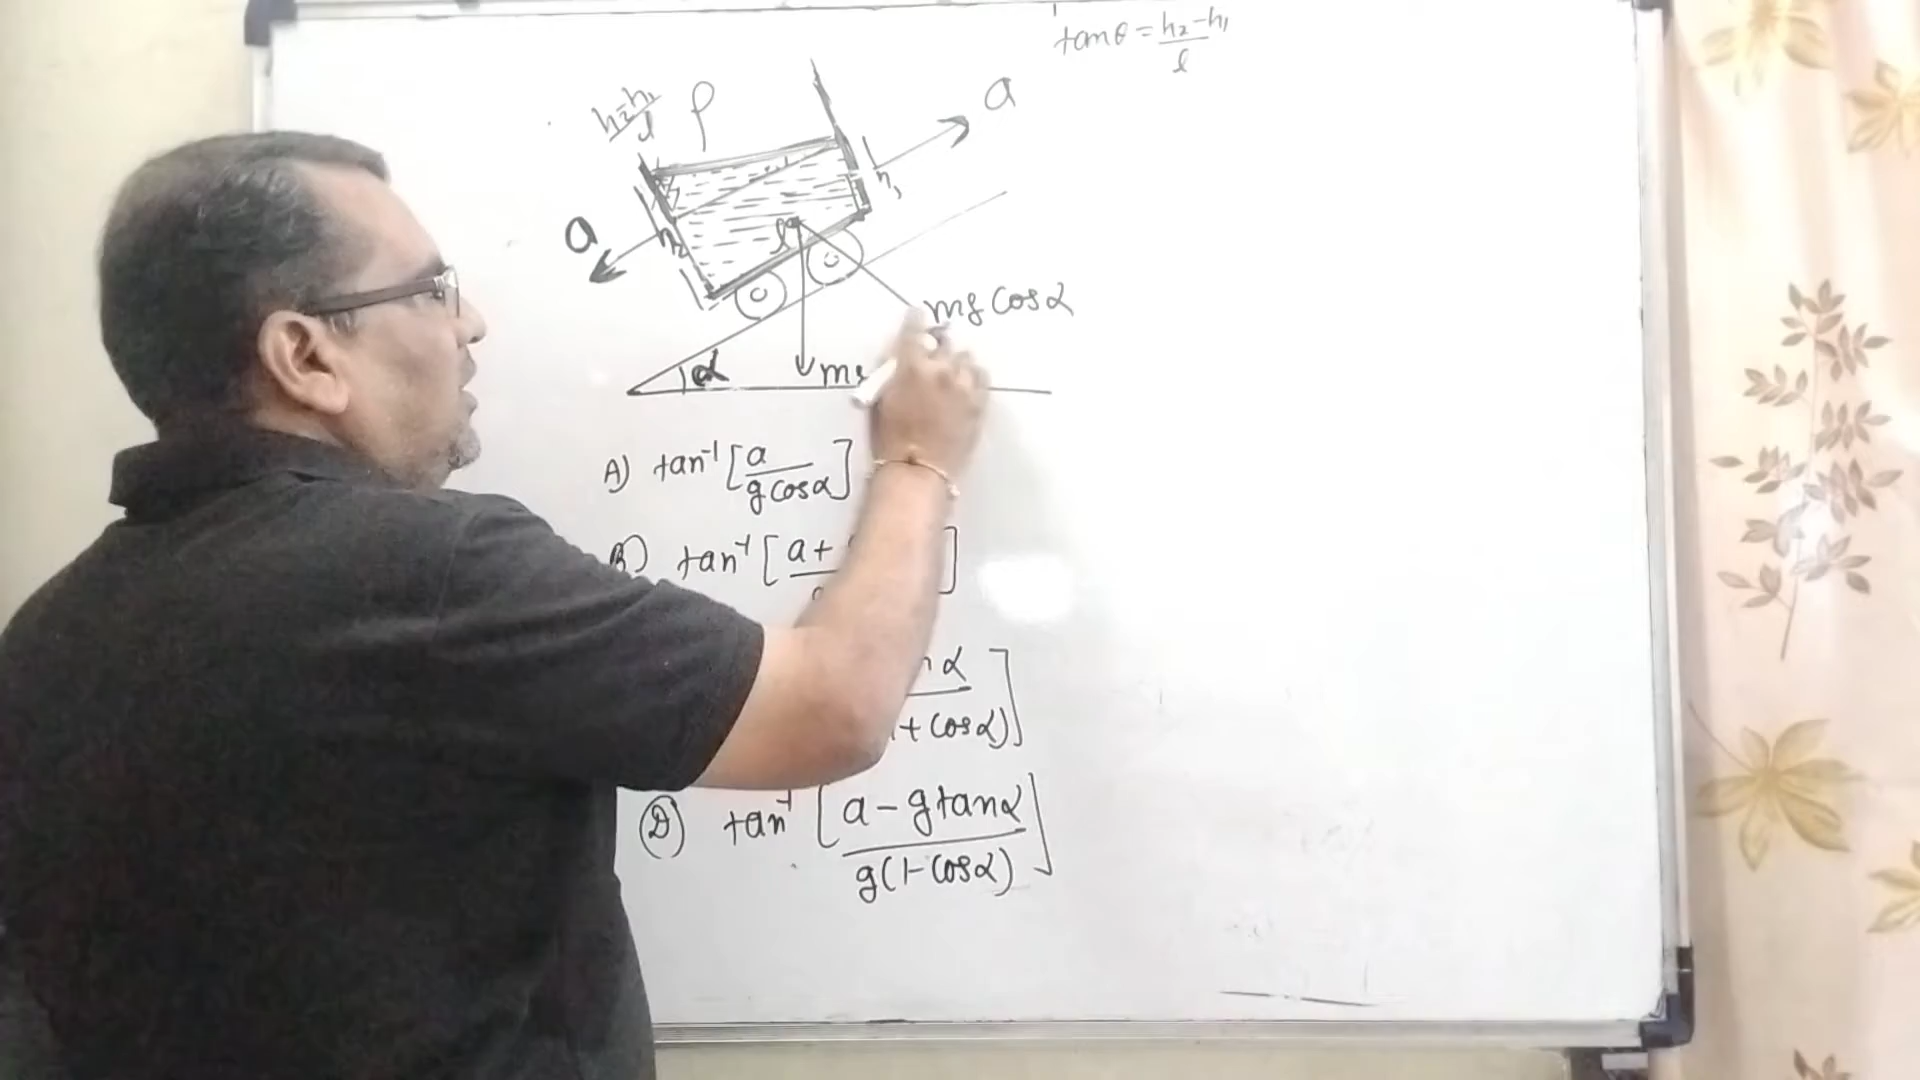 tanθ = h₂-h₁/l
h₂-h₁/l ρ a
h₁
a h₂ l
mg cosα
α
A) tan⁻¹ [a/g cosα]
B) tan⁻¹ [a+ ]
α
+ cosα)]
D) tan⁻¹ [a - g tanα/g(1-cosα)]